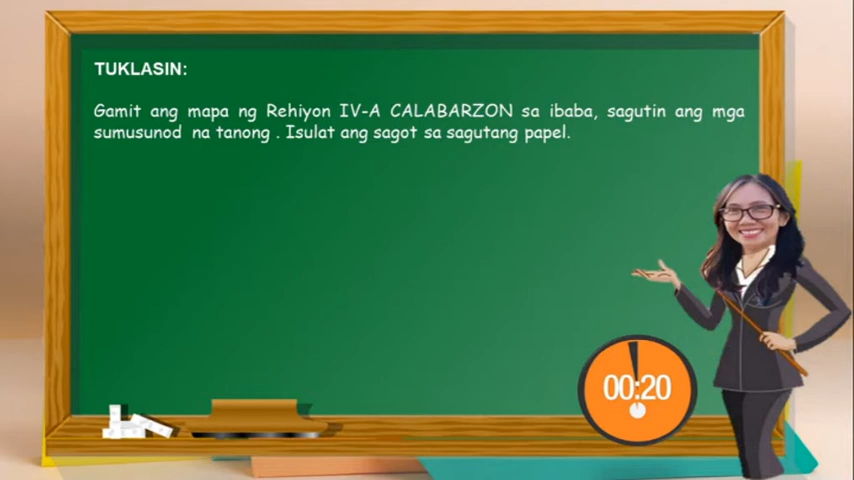 TUKLASIN:
Gamit ang mapa ng Rehiyon IV-A CALABARZON sa ibaba, sagutin ang mga
sumusunod na tanong . Isulat ang sagot sa sagutang papel.
00:20